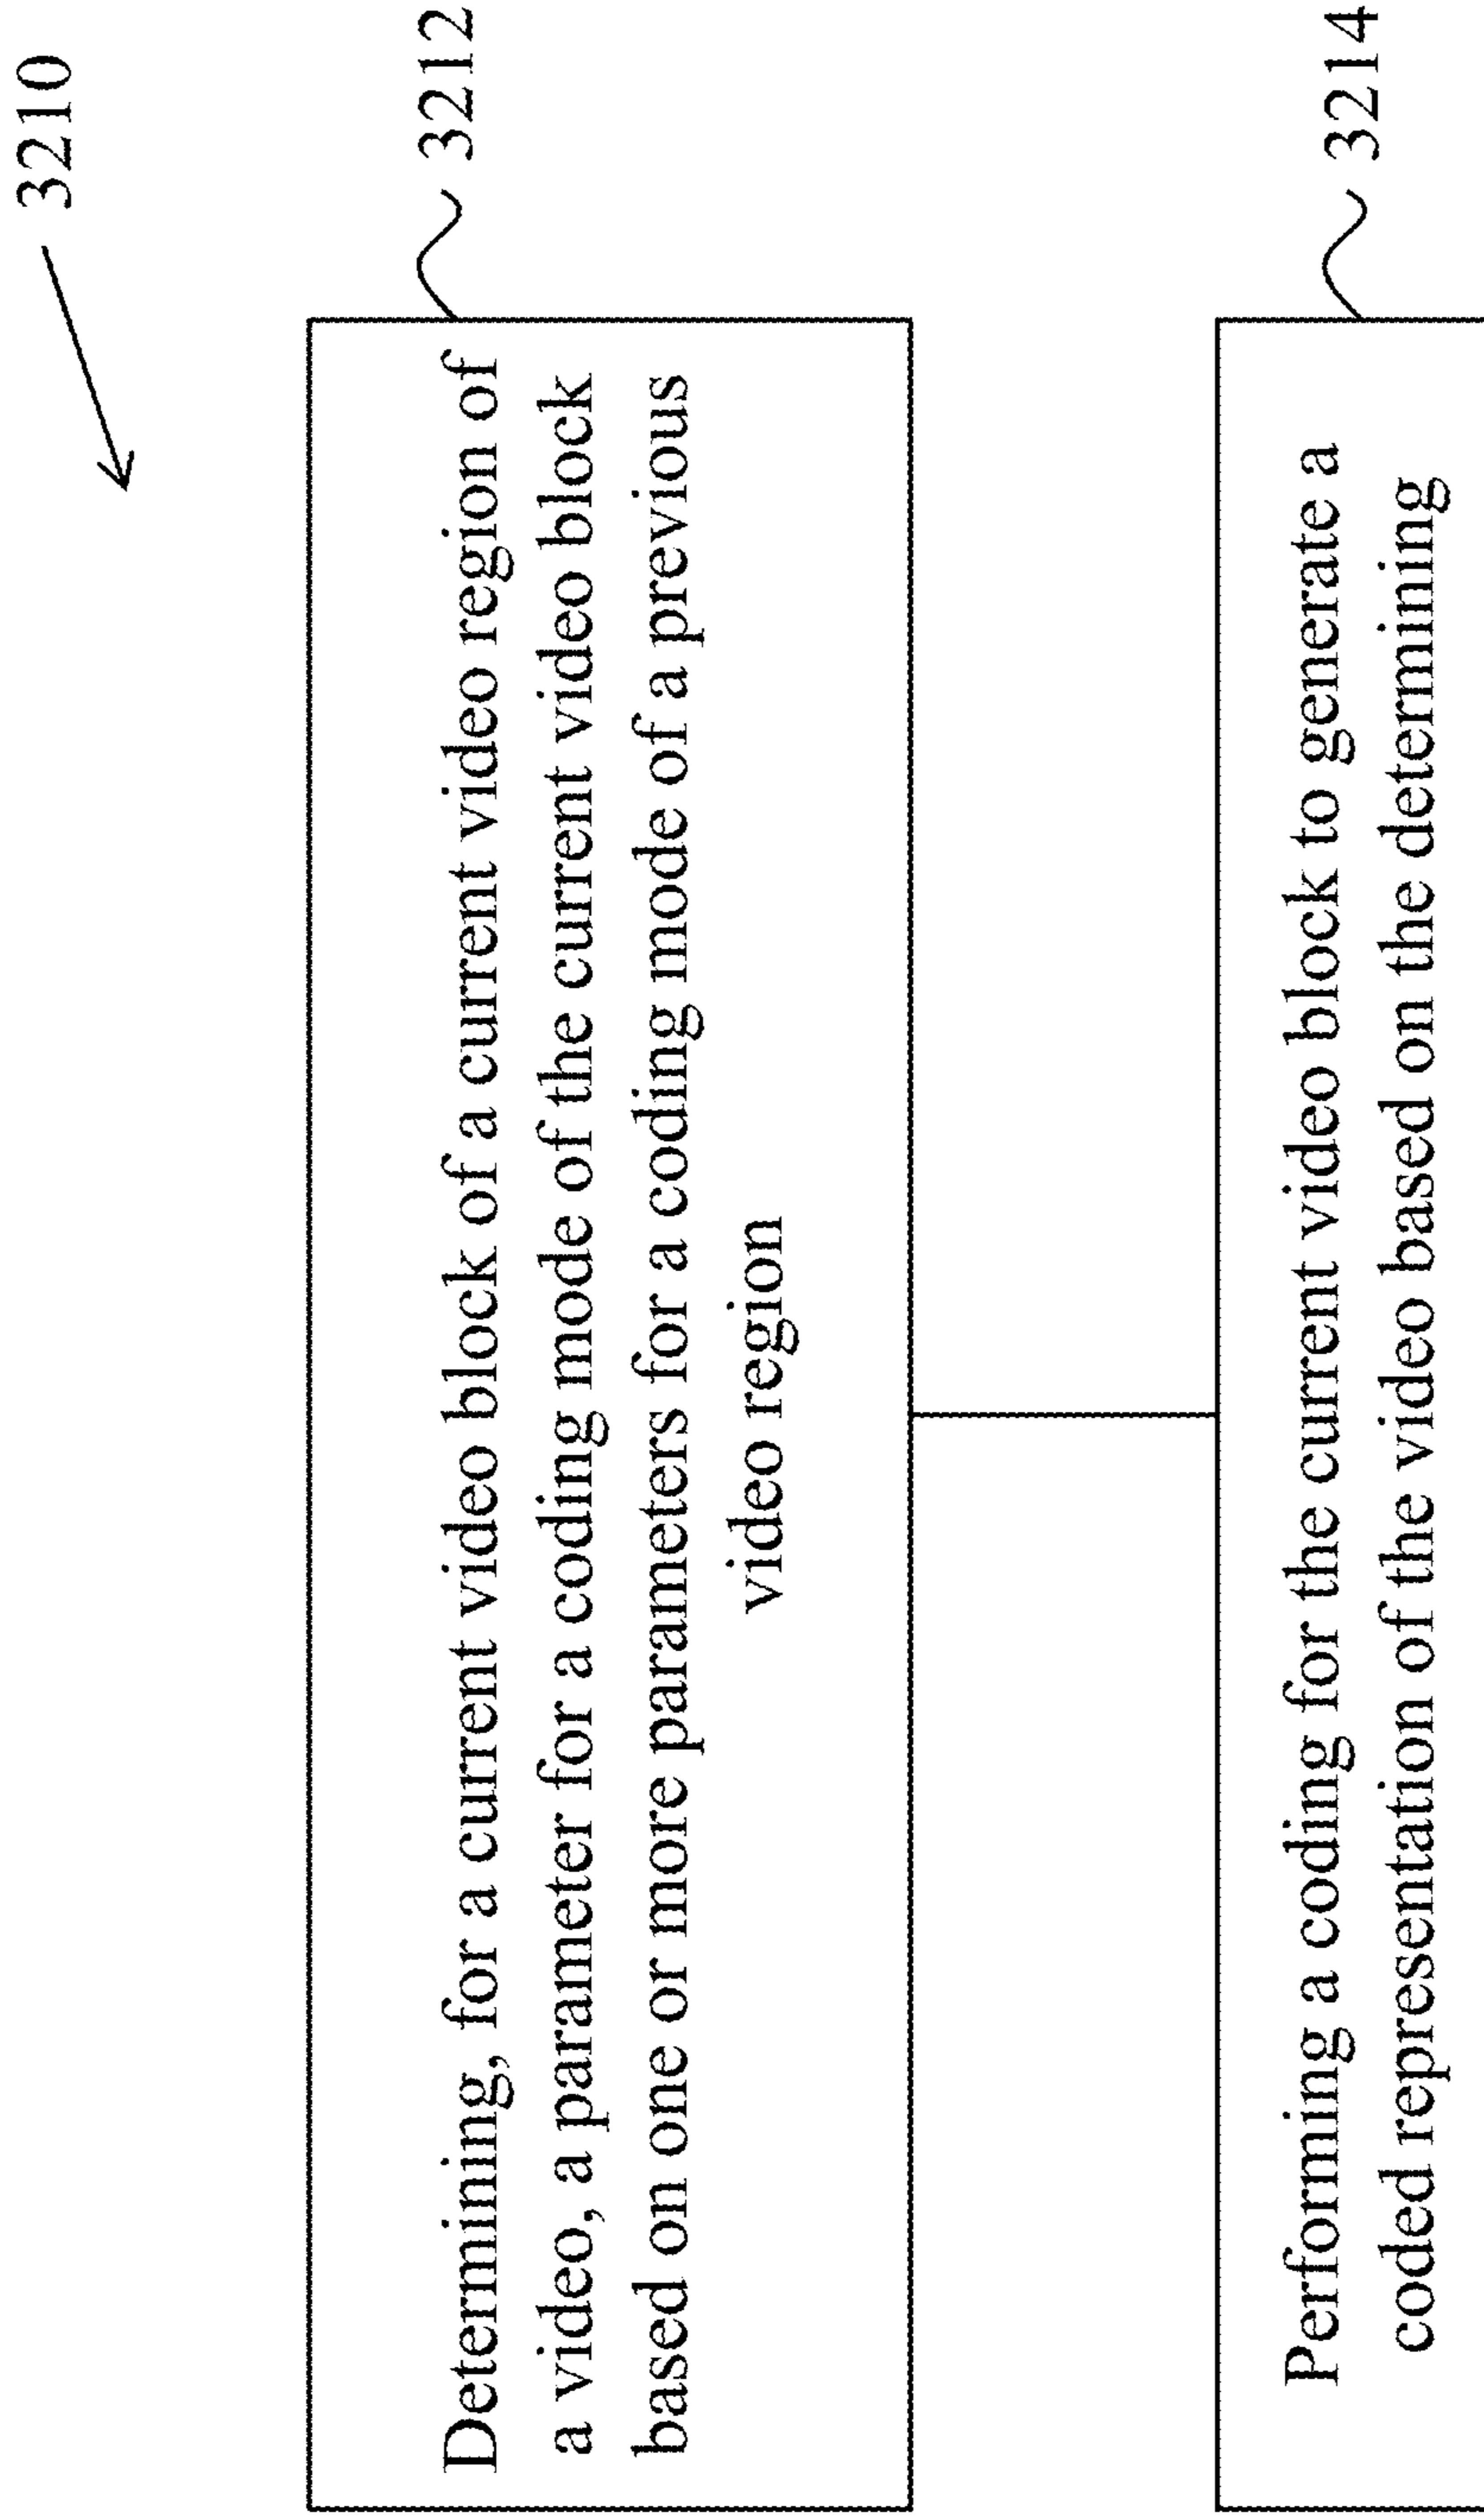 3210
Determining, for a current video block of a current video region of
a video, a parameter for a coding mode of the current video block
based on one or more parameters for a coding mode of a previous
video region
3212
Performing a coding for the current video block to generate a
coded representation of the video based on the determining
3214